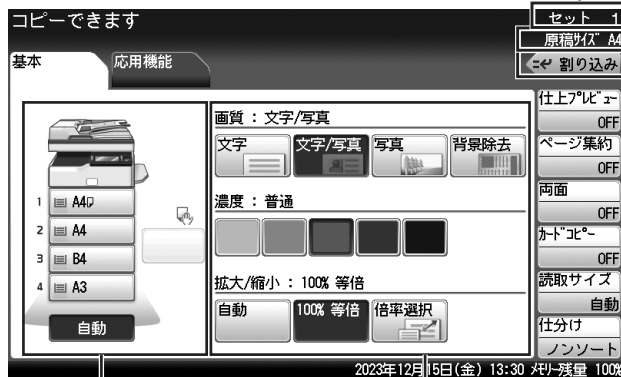 コピーできます
セット 1
原稿ｻｲｽﾞ A4
基本
応用機能
割り込み
画質 : 文字/写真
文字
文字/写真
写真
背景除去
濃度 : 普通
拡大/縮小 : 100% 等倍
自動
100% 等倍
倍率選択
1 A4
2 A4
3 B4
4 A3
自動
仕上ﾌﾟﾚﾋﾞｭｰ
OFF
ページ集約
OFF
両面
OFF
ｶｰﾄﾞｺﾋﾟｰ
OFF
読取サイズ
自動
仕分け
ノンソート
2023年12月15日(金) 13:30 ﾒﾓﾘｰ残量 100%